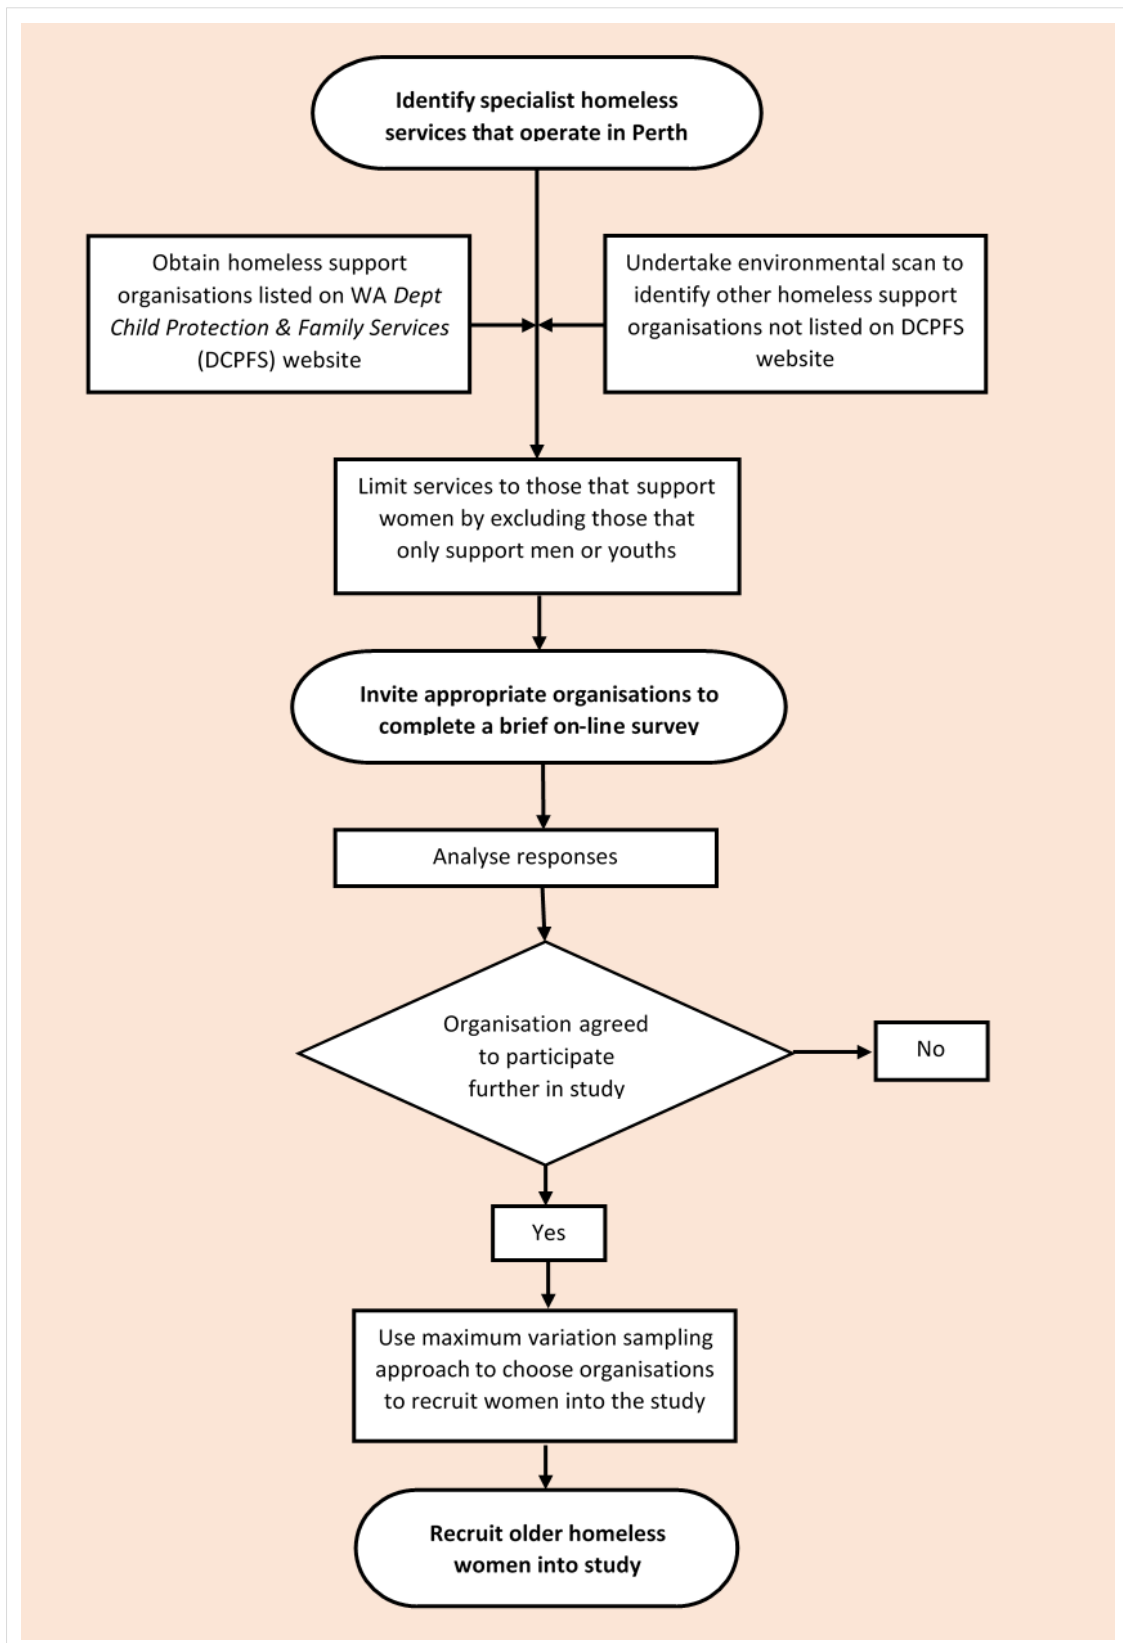 Identify specialist homeless
services that operate in Perth
Obtain homeless support
organisations listed on WA Dept
Child Protection & Family Services
(DCPFS) website
Undertake environmental scan to
identify other homeless support
organisations not listed on DCPFS
website
Limit services to those that support
women by excluding those that
only support men or youths
Invite appropriate organisations to
complete a brief on-line survey
Analyse responses
Organisation agreed
to participate
further in study
No
Yes
Use maximum variation sampling
approach to choose organisations
to recruit women into the study
Recruit older homeless
women into study